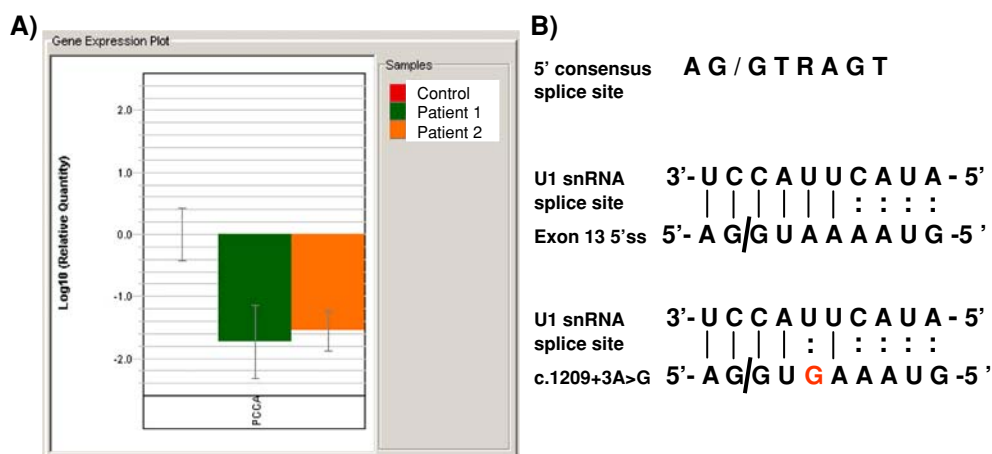 A)
Gene Expression Plot
Log10 (Relative Quantity)
2.0
1.0
0.0
-1.0
-2.0
PCCA
Samples
Control
Patient 1
Patient 2
B)
5' consensus splice site
A G / G T R A G T
U1 snRNA splice site
3'- U C C A U U C A U A - 5'
| | | | | | : : : :
Exon 13 5'ss
5'- A G/G U A A A A U G -5'
U1 snRNA splice site
3'- U C C A U U C A U A - 5'
| | | | : | : : : :
c.1209+3A>G
5'- A G/G U G A A A U G -5'